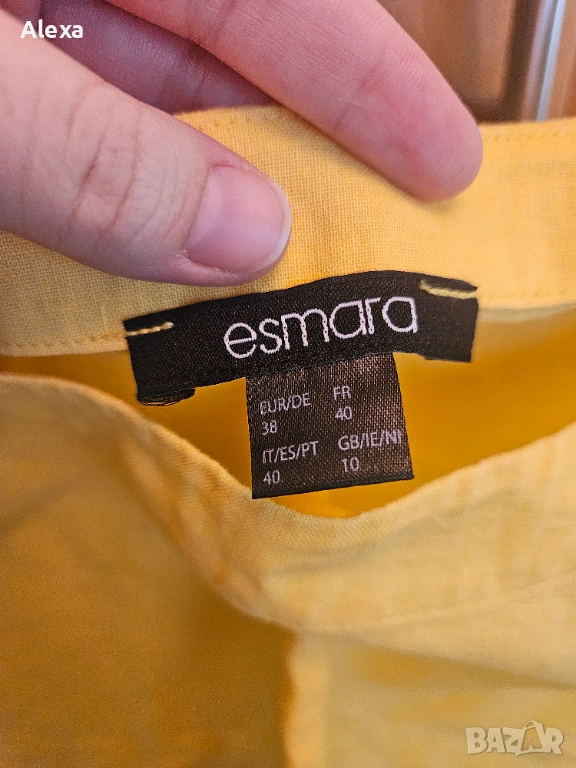 Alexa
esmara
EUR/DE FR
38 40
IT/ES/PT GB/IE/NI
40 10
BAZAR